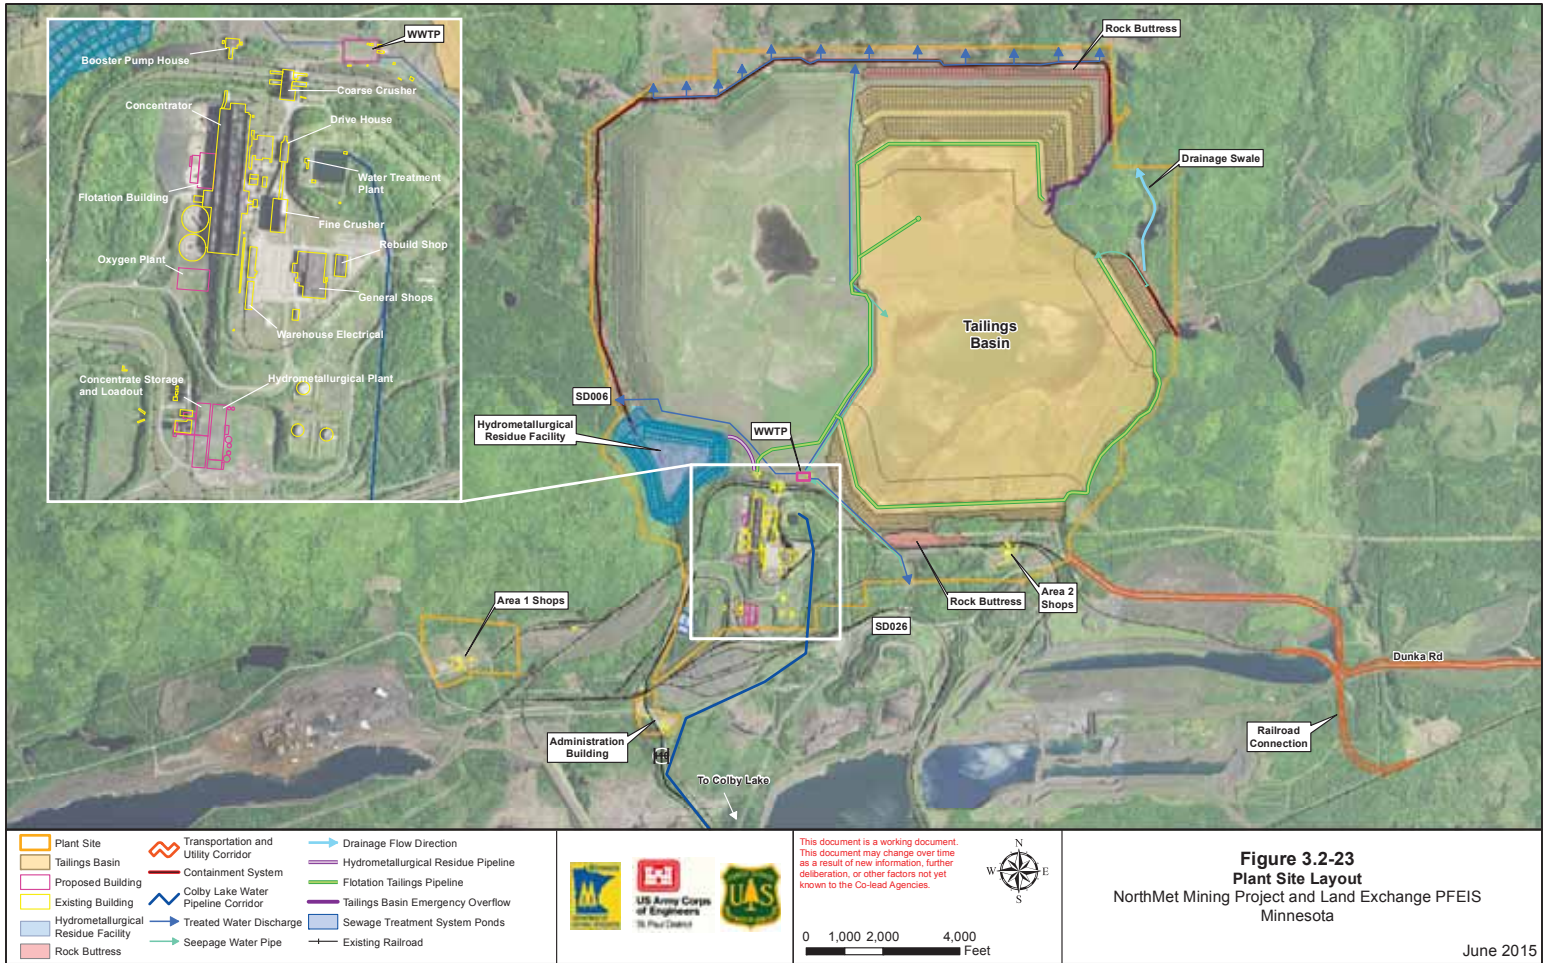 WWTP
Booster Pump House
Coarse Crusher
Concentrator
Drive House
Water Treatment
Plant
Flotation Building
Fine Crusher
Rebuild Shop
Oxygen Plant
General Shops
Warehouse Electrical
Concentrate Storage
and Loadout
Hydrometallurgical Plant
Rock Buttress
Drainage Swale
Tailings
Basin
SD006
Hydrometallurgical
Residue Facility
WWTP
Area 1 Shops
Rock Buttress
Area 2
Shops
SD026
Dunka Rd
Railroad
Connection
Administration
Building
To Colby Lake
Plant Site
Tailings Basin
Proposed Building
Existing Building
Hydrometallurgical
Residue Facility
Rock Buttress
Transportation and
Utility Corridor
Containment System
Colby Lake Water
Pipeline Corridor
Treated Water Discharge
Seepage Water Pipe
Drainage Flow Direction
Hydrometallurgical Residue Pipeline
Flotation Tailings Pipeline
Tailings Basin Emergency Overflow
Sewage Treatment System Ponds
Existing Railroad
US Army Corps
of Engineers
St. Paul District
UAS
This document is a working document.
This document may change over time
as a result of new information, further
deliberation, or other factors not yet
known to the Co-lead Agencies.
N
W
E
S
0 1,000 2,000 4,000
Feet
Figure 3.2-23
Plant Site Layout
NorthMet Mining Project and Land Exchange PFEIS
Minnesota
June 2015